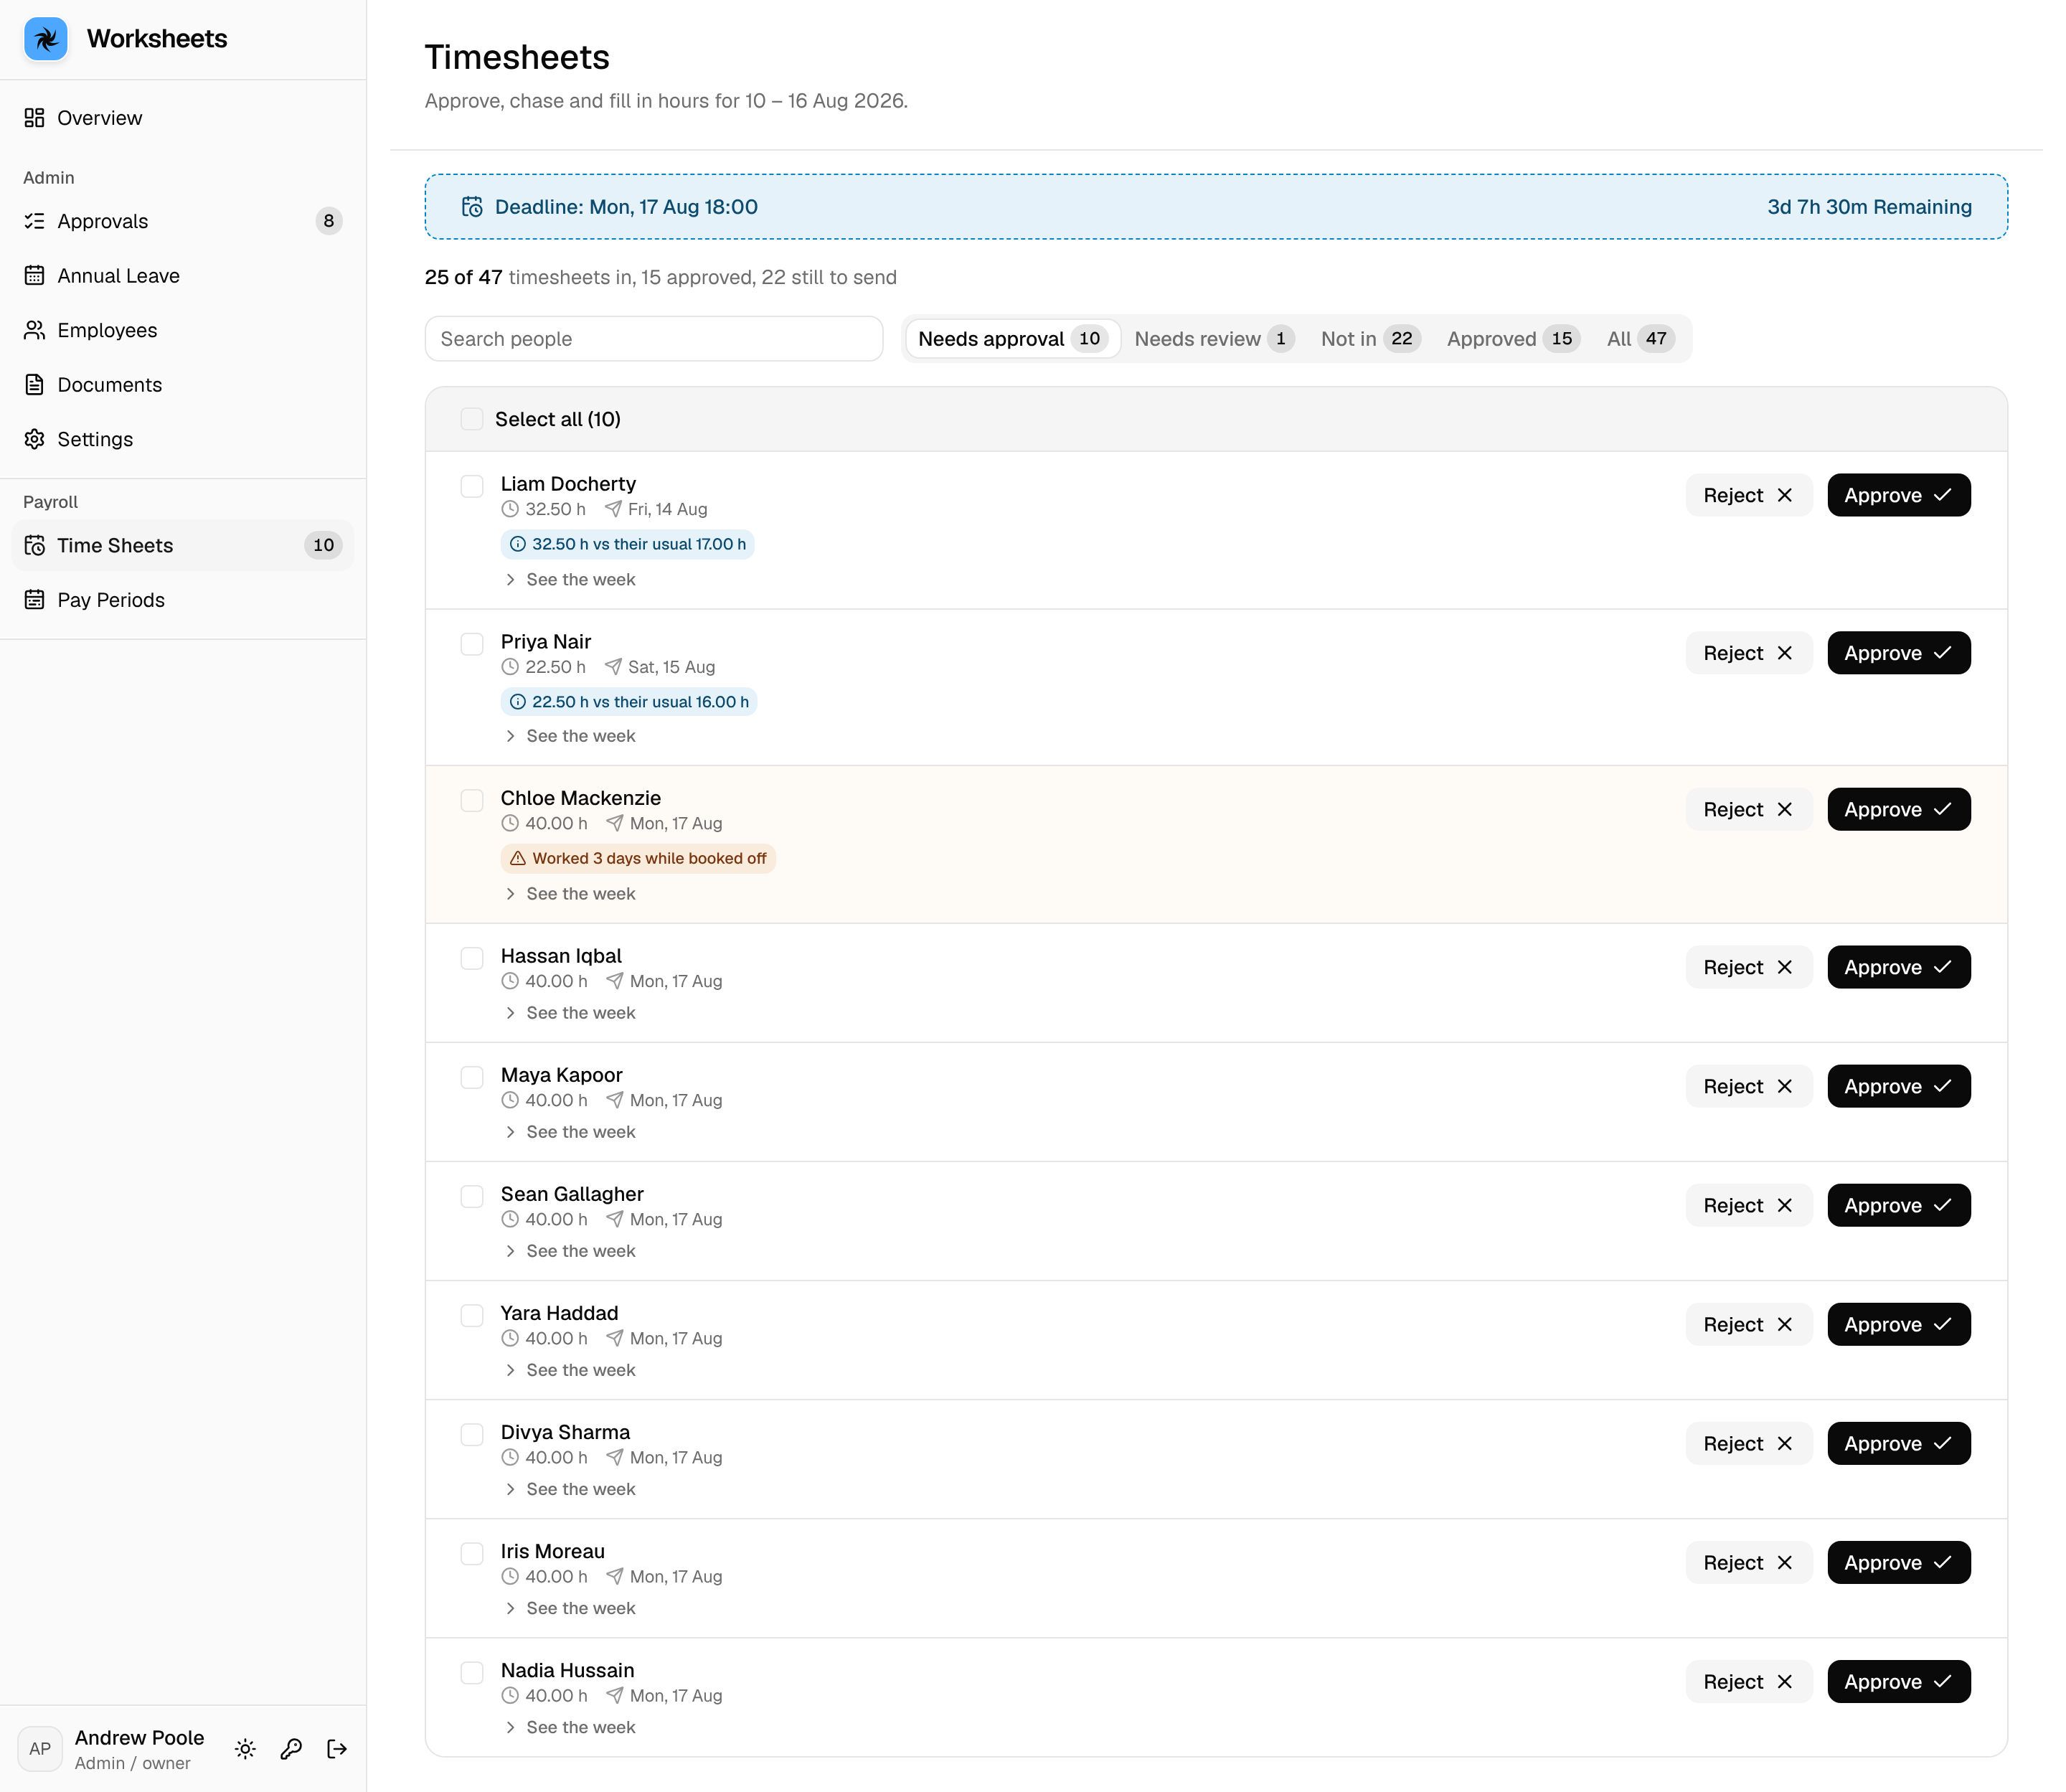 Worksheets
Overview
Admin
Approvals 8
Annual Leave
Employees
Documents
Settings
Payroll
Time Sheets 10
Pay Periods
AP
Andrew Poole
Admin / owner
Timesheets
Approve, chase and fill in hours for 10 – 16 Aug 2026.
Deadline: Mon, 17 Aug 18:00 3d 7h 30m Remaining
25 of 47 timesheets in, 15 approved, 22 still to send
Search people Needs approval 10 Needs review 1 Not in 22 Approved 15 All 47
Select all (10)
Liam Docherty
32.50 h Fri, 14 Aug
32.50 h vs their usual 17.00 h
See the week
Reject Approve
Priya Nair
22.50 h Sat, 15 Aug
22.50 h vs their usual 16.00 h
See the week
Reject Approve
Chloe Mackenzie
40.00 h Mon, 17 Aug
Worked 3 days while booked off
See the week
Reject Approve
Hassan Iqbal
40.00 h Mon, 17 Aug
See the week
Reject Approve
Maya Kapoor
40.00 h Mon, 17 Aug
See the week
Reject Approve
Sean Gallagher
40.00 h Mon, 17 Aug
See the week
Reject Approve
Yara Haddad
40.00 h Mon, 17 Aug
See the week
Reject Approve
Divya Sharma
40.00 h Mon, 17 Aug
See the week
Reject Approve
Iris Moreau
40.00 h Mon, 17 Aug
See the week
Reject Approve
Nadia Hussain
40.00 h Mon, 17 Aug
See the week
Reject Approve